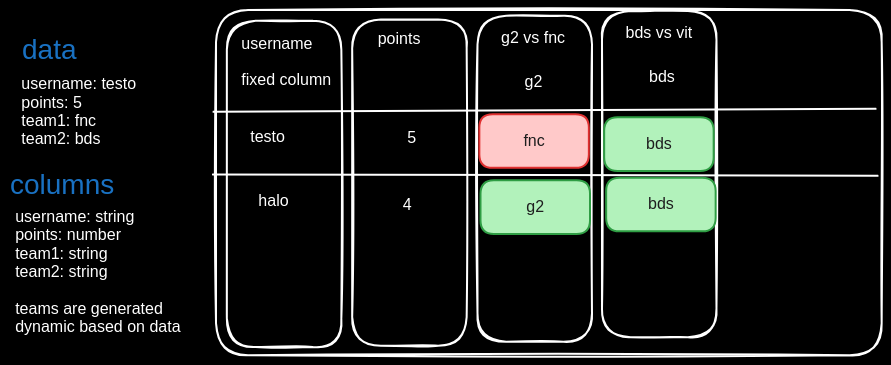 data
username: testo
points: 5
team1: fnc
team2: bds
columns
username: string
points: number
team1: string
team2: string
teams are generated
dynamic based on data
username points g2 vs fnc bds vs vit
fixed column g2 bds
testo 5 fnc bds
halo 4 g2 bds